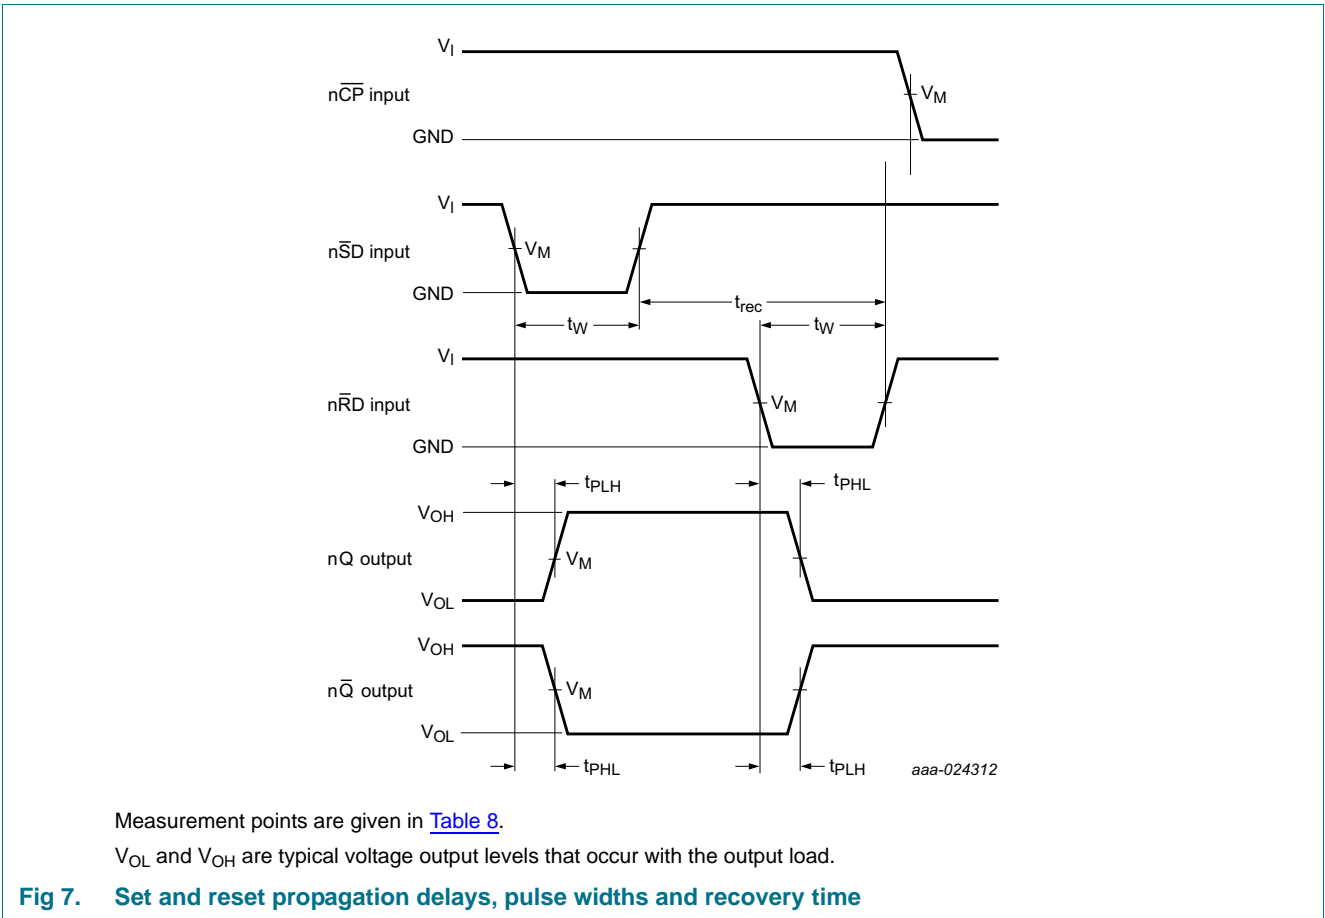 VI
nC̅P̅ input
VM
GND
VI
nS̅D input
VM
GND
trec
tW
tW
VI
nR̅D input
VM
GND
tPLH
tPHL
VOH
nQ output
VM
VOL
VOH
nQ̅ output
VM
VOL
tPHL
tPLH
aaa-024312
Measurement points are given in Table 8.
VOL and VOH are typical voltage output levels that occur with the output load.
Fig 7. Set and reset propagation delays, pulse widths and recovery time